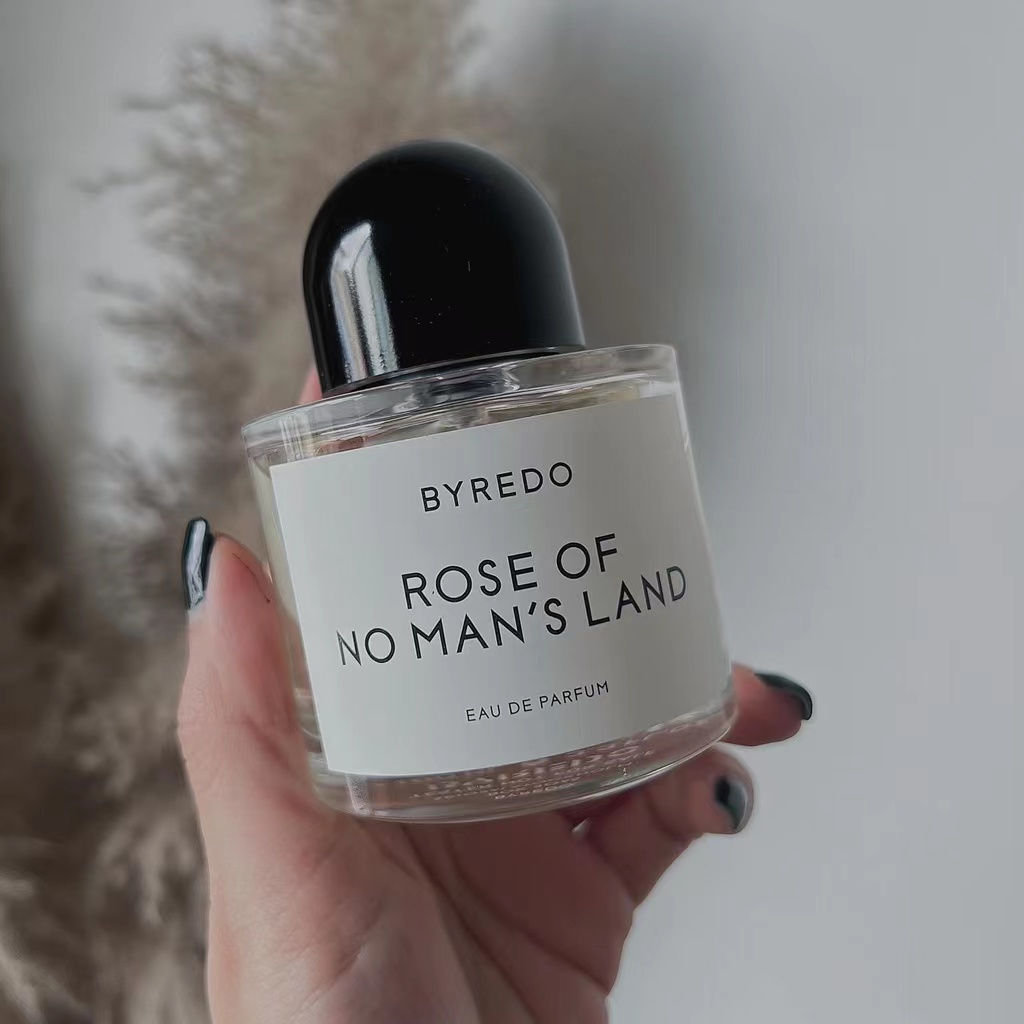 BYREDO
ROSE OF
NO MAN'S LAND
EAU DE PARFUM